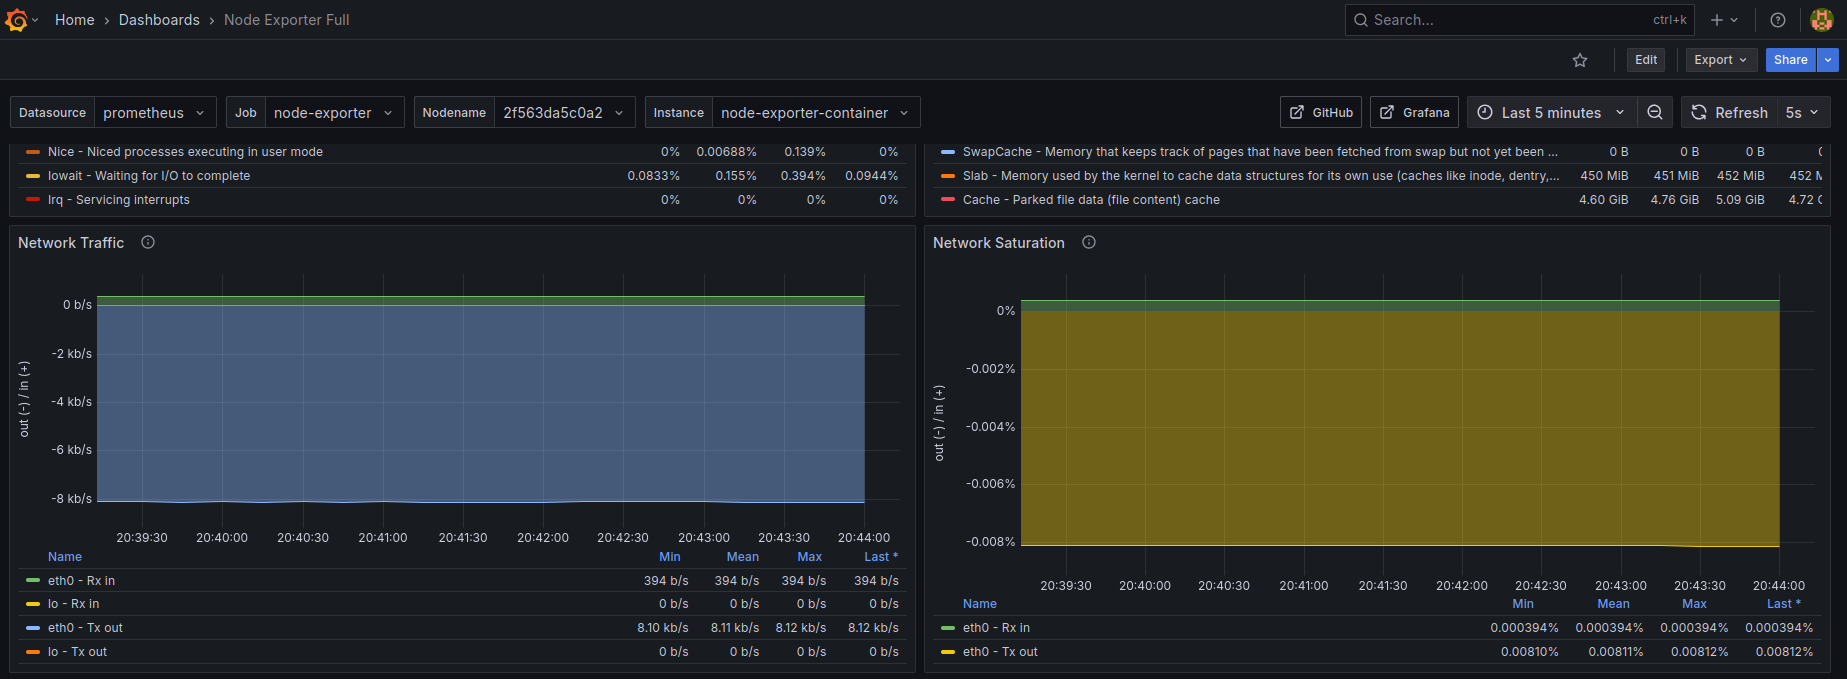 Home › Dashboards › Node Exporter Full
Search... ctrl+k
Edit Export Share
Datasource prometheus Job node-exporter Nodename 2f563da5c0a2 Instance node-exporter-container GitHub Grafana Last 5 minutes Refresh 5s
Nice - Niced processes executing in user mode 0% 0.00688% 0.139% 0%
Iowait - Waiting for I/O to complete 0.0833% 0.155% 0.394% 0.0944%
Irq - Servicing interrupts 0% 0% 0% 0%
SwapCache - Memory that keeps track of pages that have been fetched from swap but not yet been ... 0 B 0 B 0 B
Slab - Memory used by the kernel to cache data structures for its own use (caches like inode, dentry,... 450 MiB 451 MiB 452 MiB 452 M
Cache - Parked file data (file content) cache 4.60 GiB 4.76 GiB 5.09 GiB 4.72
Network Traffic
out (-) / in (+)
0 b/s
-2 kb/s
-4 kb/s
-6 kb/s
-8 kb/s
20:39:30 20:40:00 20:40:30 20:41:00 20:41:30 20:42:00 20:42:30 20:43:00 20:43:30 20:44:00
Name Min Mean Max Last *
eth0 - Rx in 394 b/s 394 b/s 394 b/s 394 b/s
lo - Rx in 0 b/s 0 b/s 0 b/s 0 b/s
eth0 - Tx out 8.10 kb/s 8.11 kb/s 8.12 kb/s 8.12 kb/s
lo - Tx out 0 b/s 0 b/s 0 b/s 0 b/s
Network Saturation
out (-) / in (+)
0%
-0.002%
-0.004%
-0.006%
-0.008%
20:39:30 20:40:00 20:40:30 20:41:00 20:41:30 20:42:00 20:42:30 20:43:00 20:43:30 20:44:00
Name Min Mean Max Last *
eth0 - Rx in 0.000394% 0.000394% 0.000394% 0.000394%
eth0 - Tx out 0.00810% 0.00811% 0.00812% 0.00812%